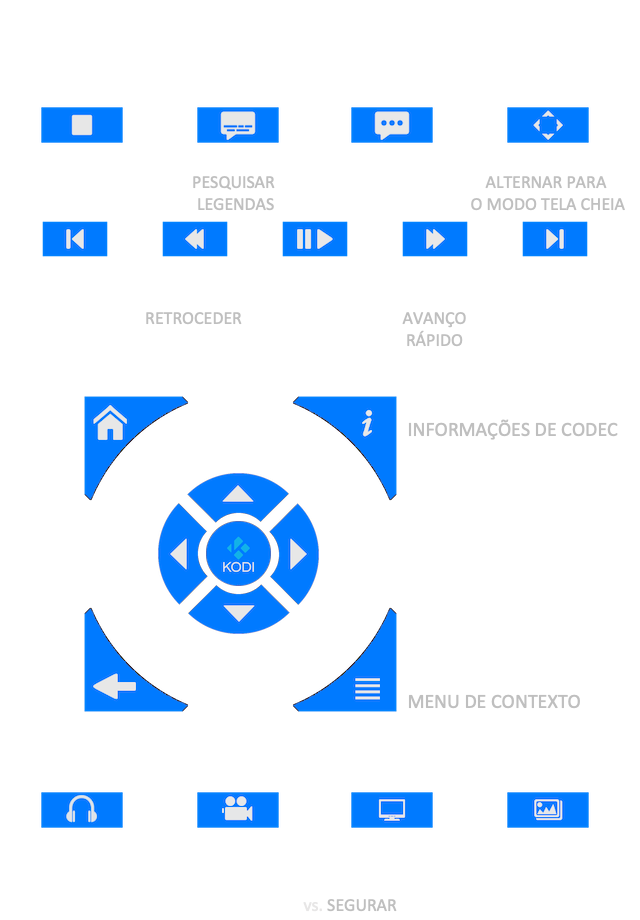 PESQUISAR
LEGENDAS
ALTERNAR PARA
O MODO TELA CHEIA
RETROCEDER
AVANÇO
RÁPIDO
INFORMAÇÕES DE CODEC
KODI
MENU DE CONTEXTO
vs. SEGURAR